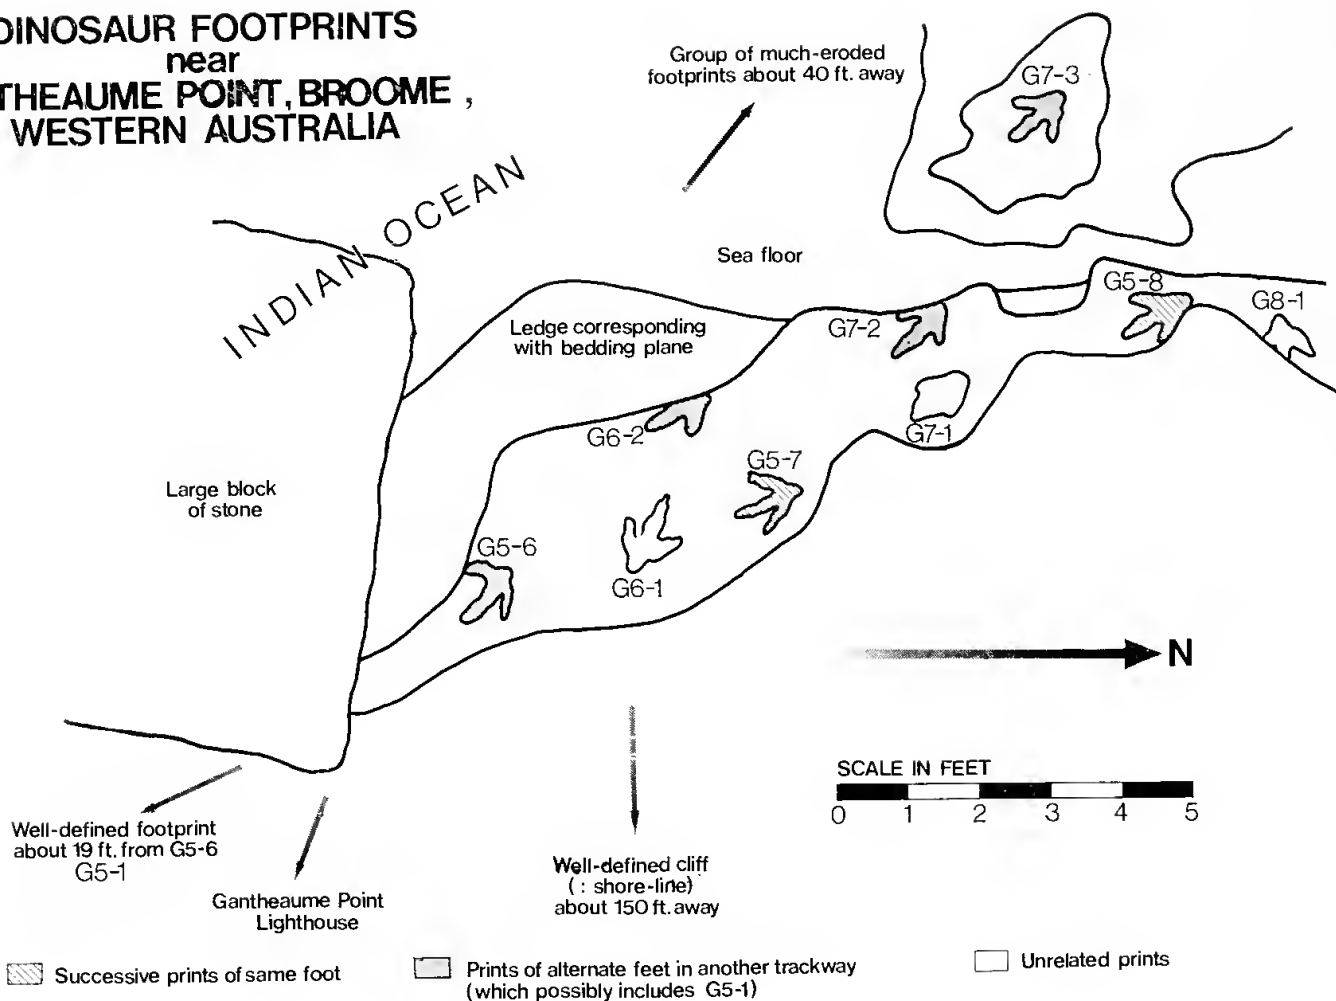 DINOSAUR FOOTPRINTS
near
THEAUME POINT, BROOME ,
WESTERN AUSTRALIA
Group of much-eroded
footprints about 40 ft. away
G7-3
INDIAN OCEAN
Sea floor
G5-8
G8-1
Ledge corresponding
with bedding plane
G7-2
G6-2
G7-1
G5-7
Large block
of stone
G5-6
G6-1
N
SCALE IN FEET
0 1 2 3 4 5
Well-defined footprint
about 19 ft. from G5-6
G5-1
Gantheaume Point
Lighthouse
Well-defined cliff
( : shore-line)
about 150 ft. away
Successive prints of same foot
Prints of alternate feet in another trackway
(which possibly includes G5-1)
Unrelated prints